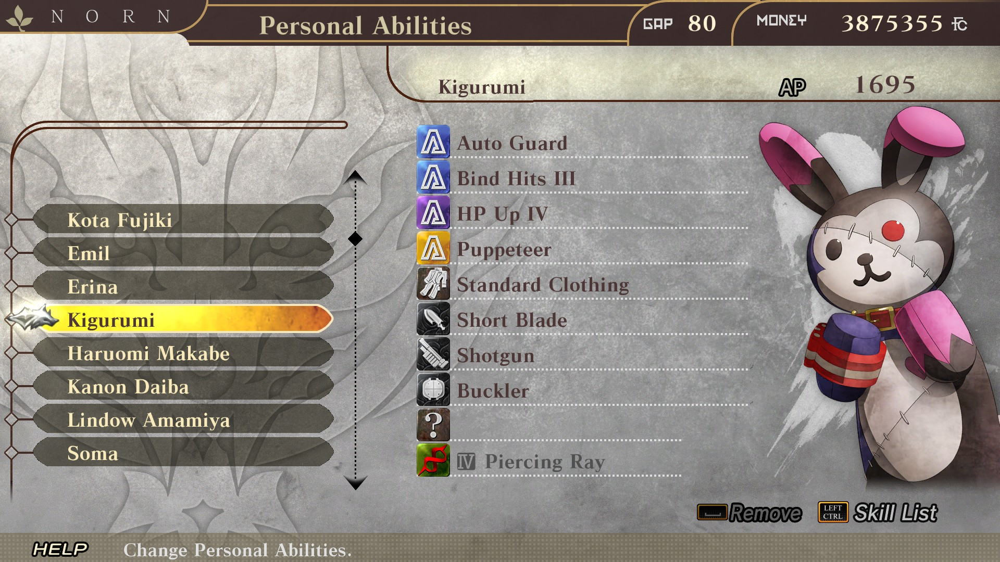 NORN
Personal Abilities
GAP 80
MONEY 3875355 FC
Kigurumi AP 1695
Kota Fujiki
Emil
Erina
Kigurumi
Haruomi Makabe
Kanon Daiba
Lindow Amamiya
Soma
Auto Guard
Bind Hits III
HP Up IV
Puppeteer
Standard Clothing
Short Blade
Shotgun
Buckler
?
IV Piercing Ray
Remove
LEFT CTRL Skill List
HELP Change Personal Abilities.